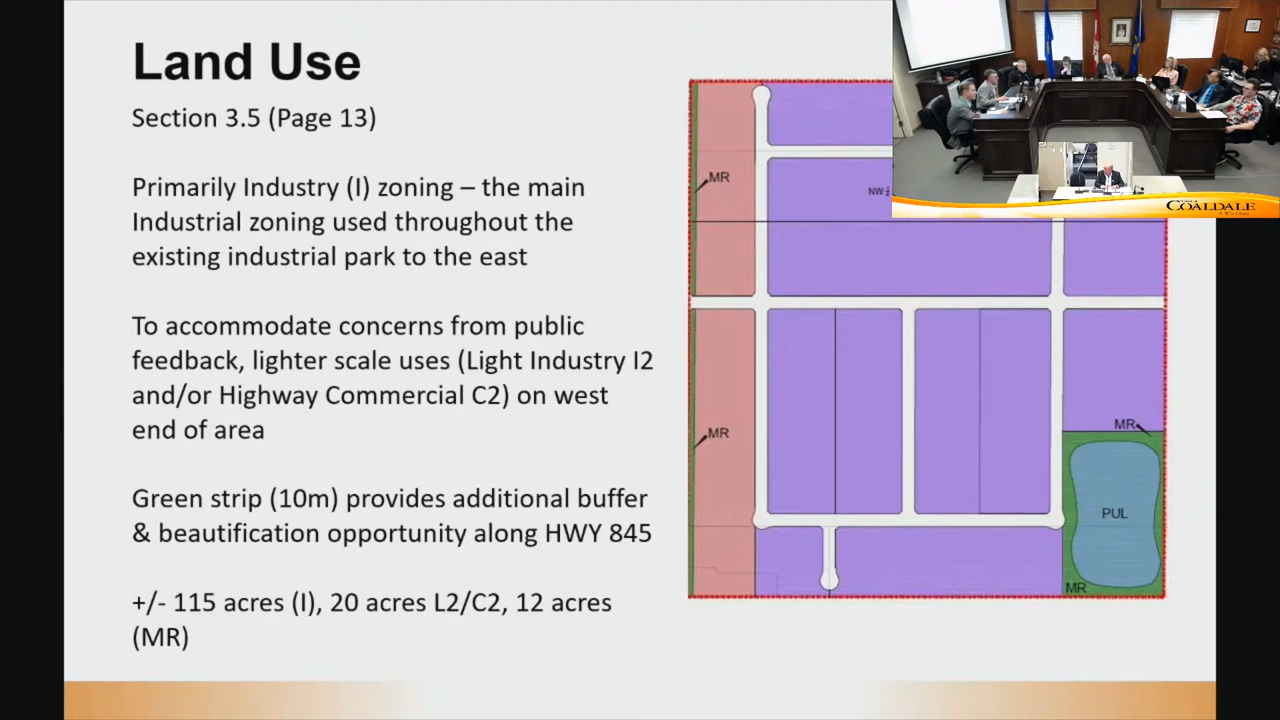 Land Use
Section 3.5 (Page 13)
Primarily Industry (I) zoning – the main
Industrial zoning used throughout the
existing industrial park to the east
To accommodate concerns from public
feedback, lighter scale uses (Light Industry I2
and/or Highway Commercial C2) on west
end of area
Green strip (10m) provides additional buffer
& beautification opportunity along HWY 845
+/- 115 acres (I), 20 acres L2/C2, 12 acres
(MR)
MR
NW
MR
MR
PUL
MR
COALDALE